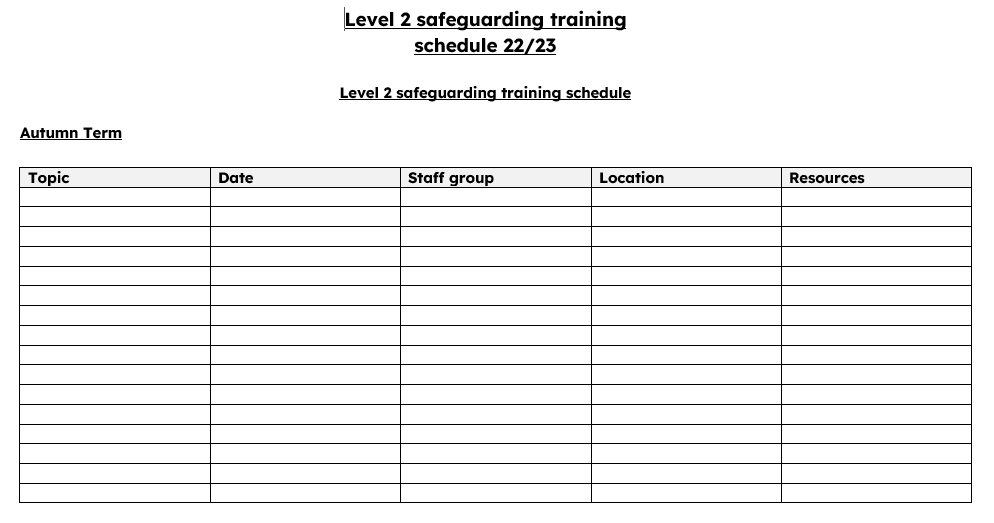 Level 2 safeguarding training
schedule 22/23
Level 2 safeguarding training schedule
Autumn Term
Topic Date Staff group Location Resources